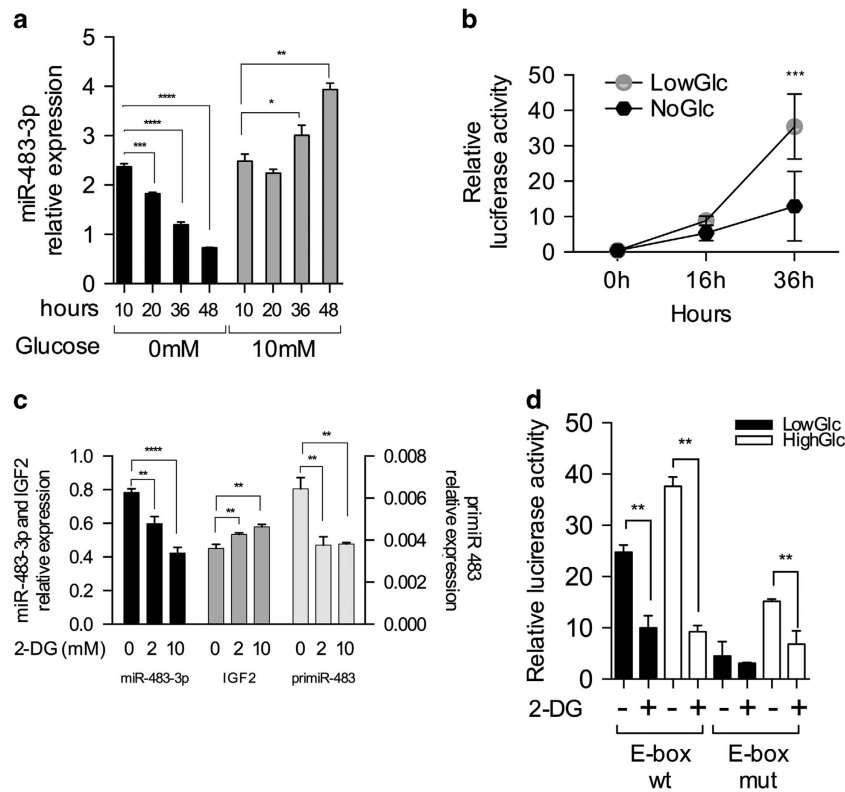 a
miR-483-3p
relative expression
5
4
3
2
1
0
****
****
***
**
*
hours
10 20 36 48 10 20 36 48
Glucose
0mM 10mM
b
Relative
luciferase activity
50
40
30
20
10
0
LowGlc
NoGlc
***
0h 16h 36h
Hours
c
miR-483-3p and IGF2
relative expression
1.0
0.8
0.6
0.4
0.2
0.0
****
**
**
**
**
**
0.008
0.006
0.004
0.002
0.000
primiR 483
relative expression
2-DG (mM) 0 2 10 0 2 10 0 2 10
miR-483-3p IGF2 primiR-483
d
Relative lucirerase activity
50
40
30
20
10
0
LowGlc
HighGlc
**
**
**
2-DG - + - + - + - +
E-box
wt
E-box
mut